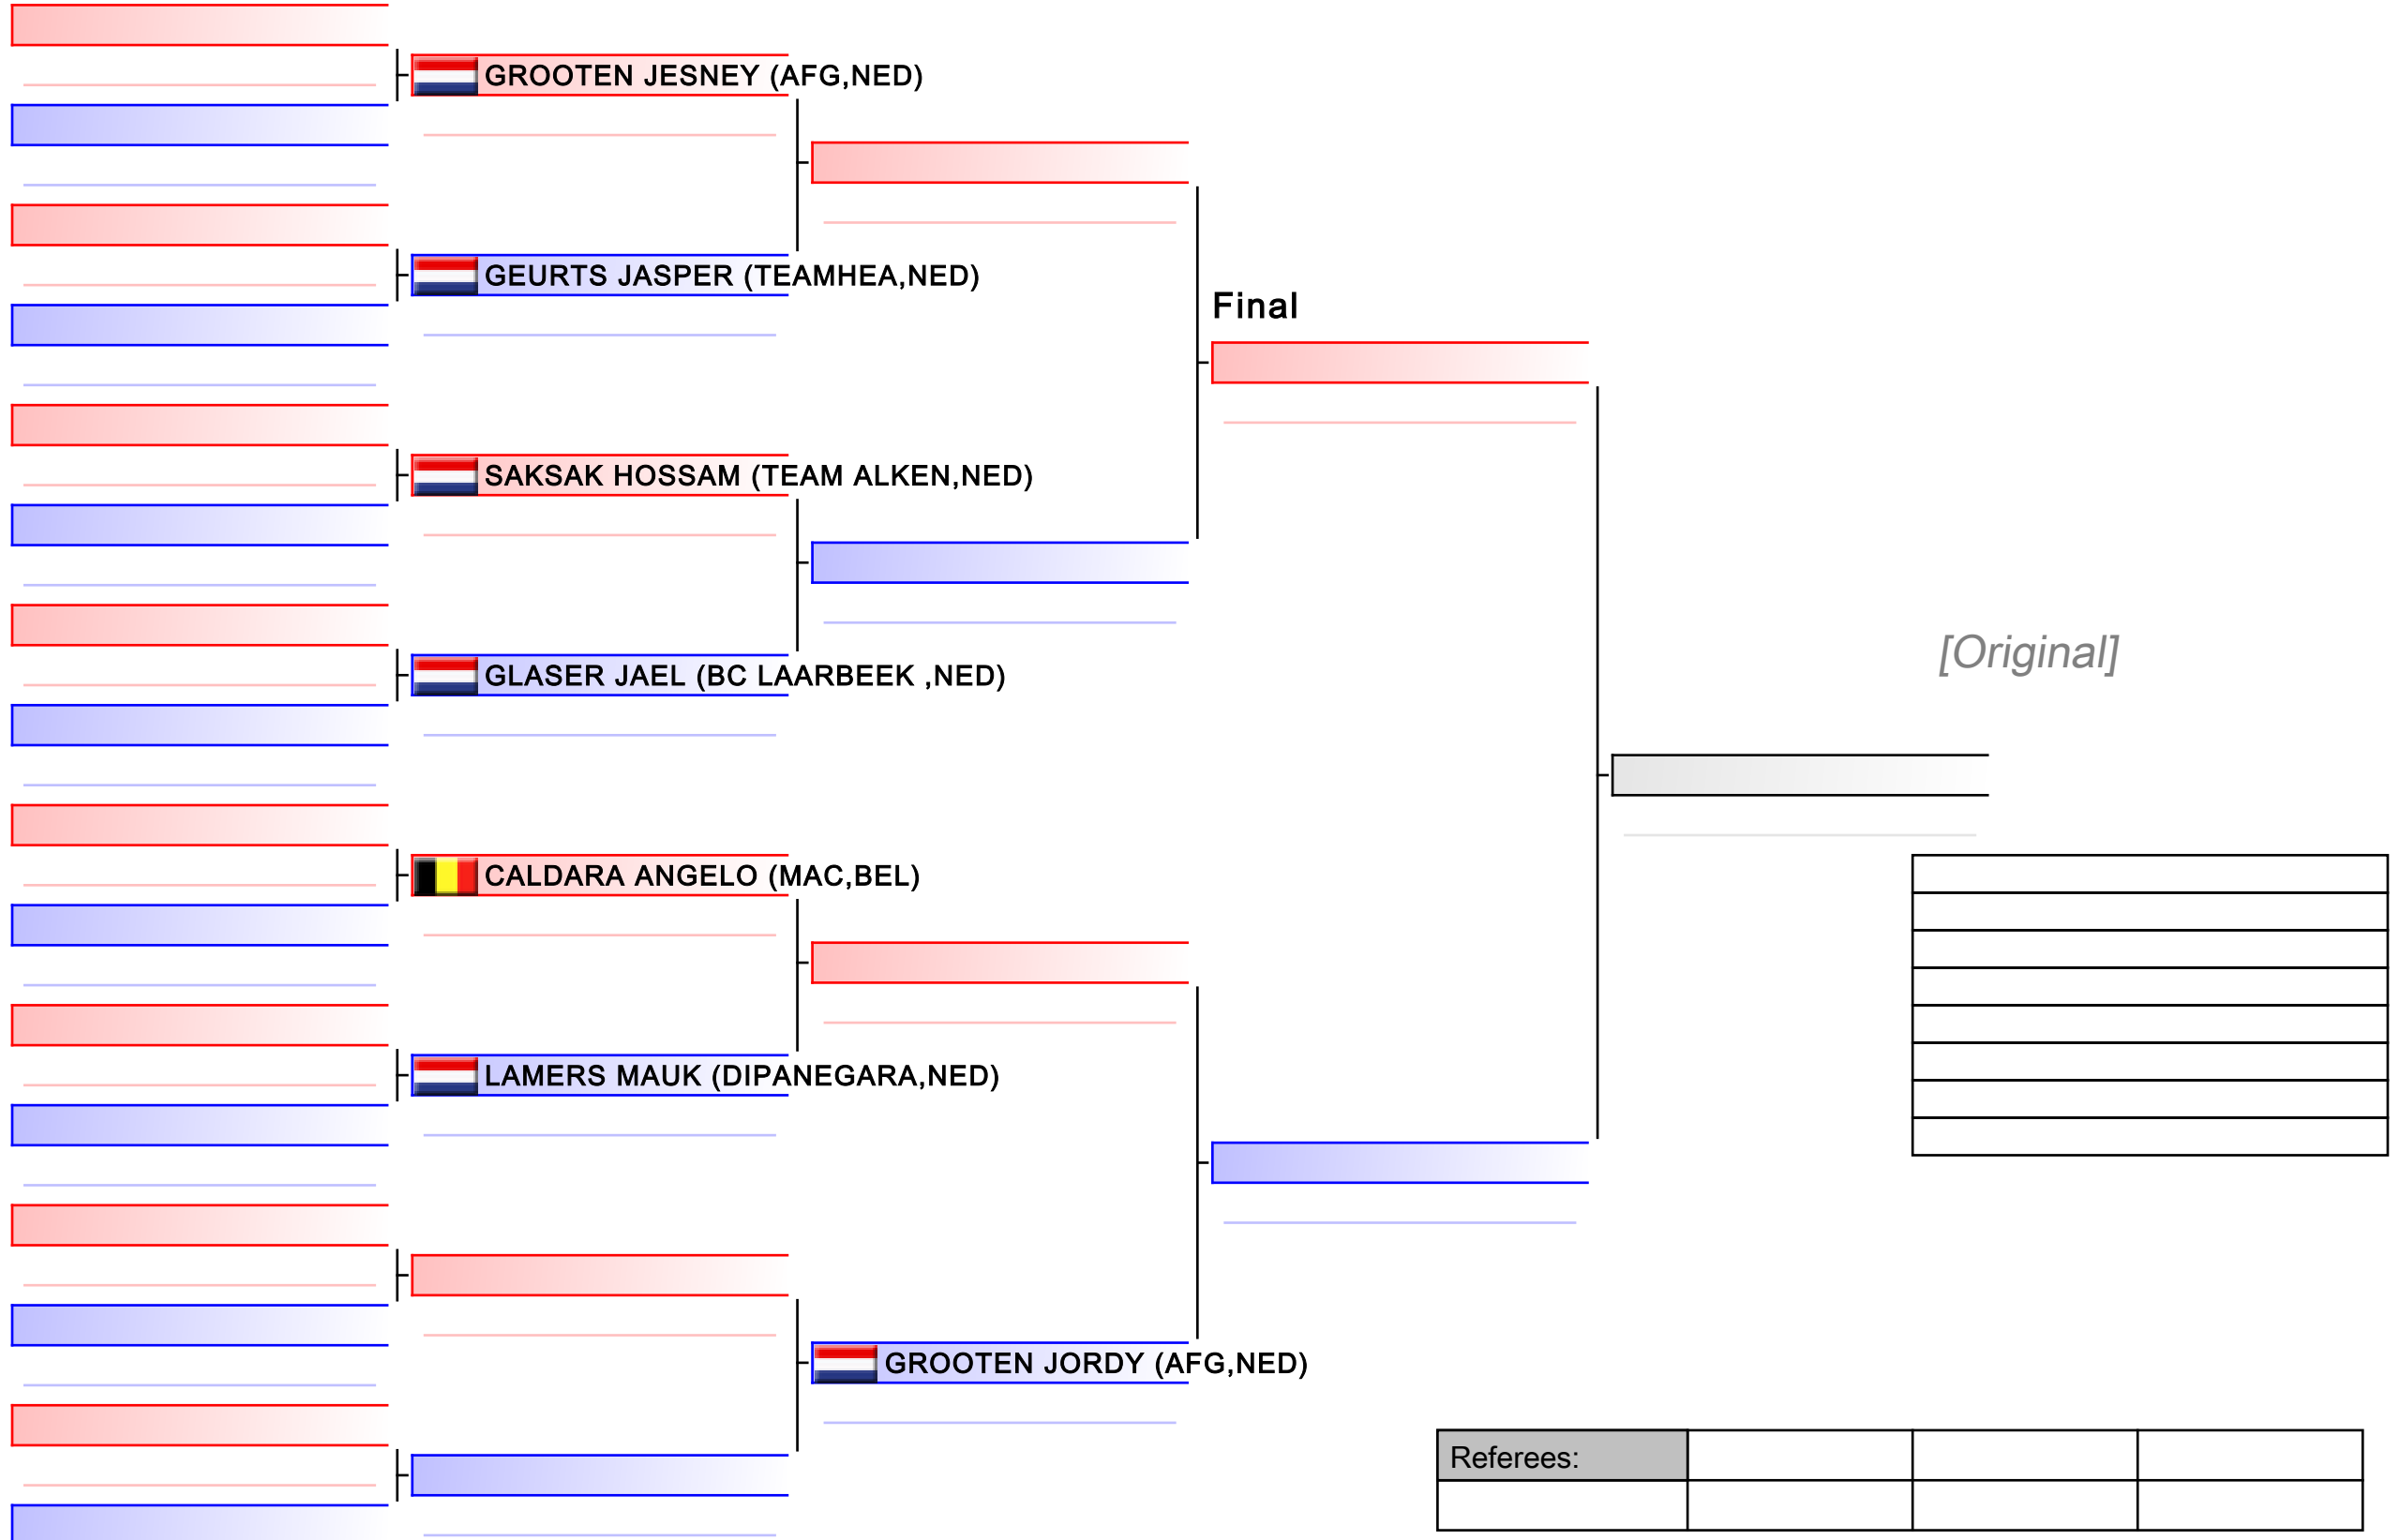 GROOTEN JESNEY (AFG,NED)
GEURTS JASPER (TEAMHEA,NED)
Final
SAKSAK HOSSAM (TEAM ALKEN,NED)
[Original]
GLASER JAEL (BC LAARBEEK ,NED)
CALDARA ANGELO (MAC,BEL)
LAMERS MAUK (DIPANEGARA,NED)
GROOTEN JORDY (AFG,NED)
Referees: